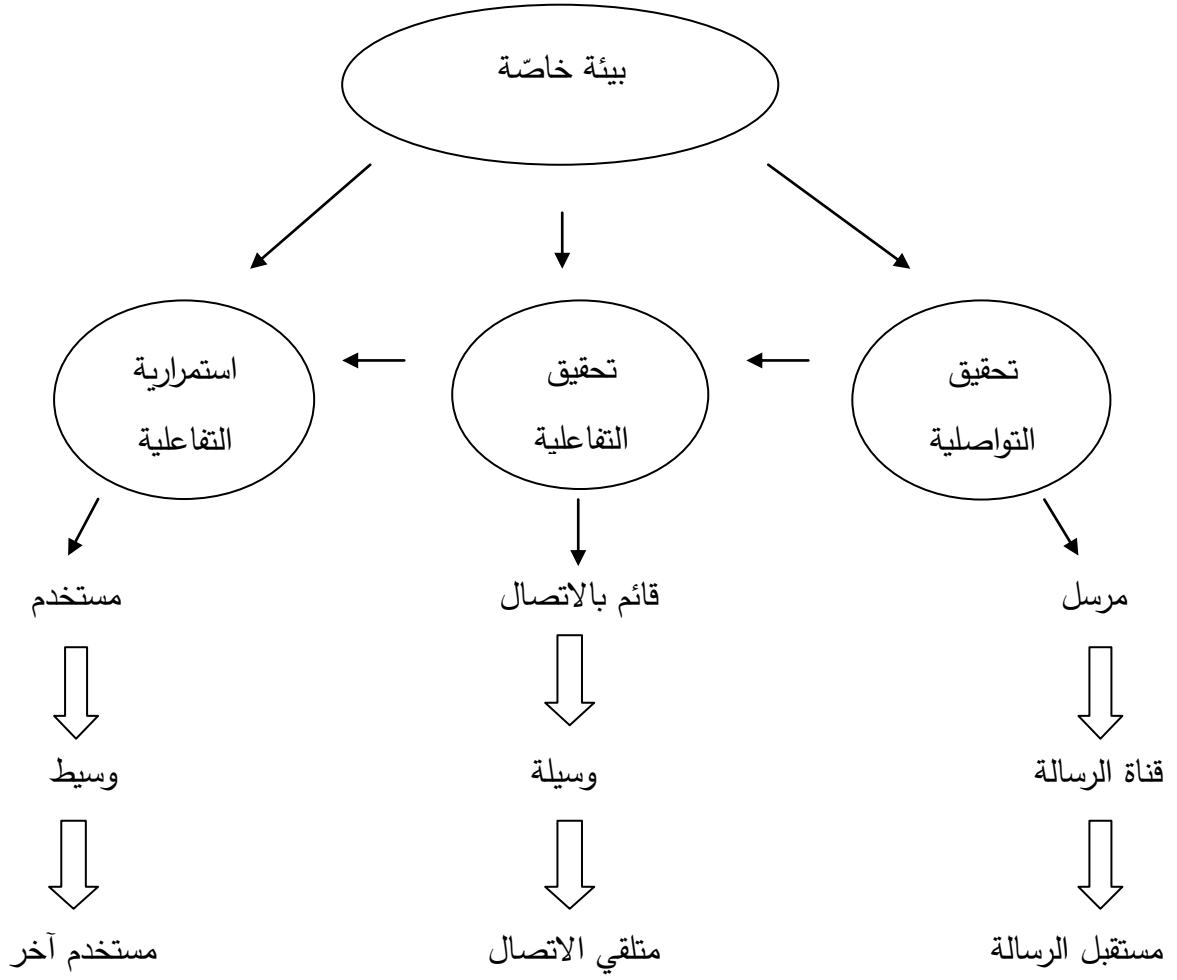 بيئة خاصّة
تحقيق
التواصلية
تحقيق
التفاعلية
استمرارية
التفاعلية
مرسل
قائم بالاتصال
مستخدم
قناة الرسالة
وسيلة
وسيط
مستقبل الرسالة
متلقي الاتصال
مستخدم آخر